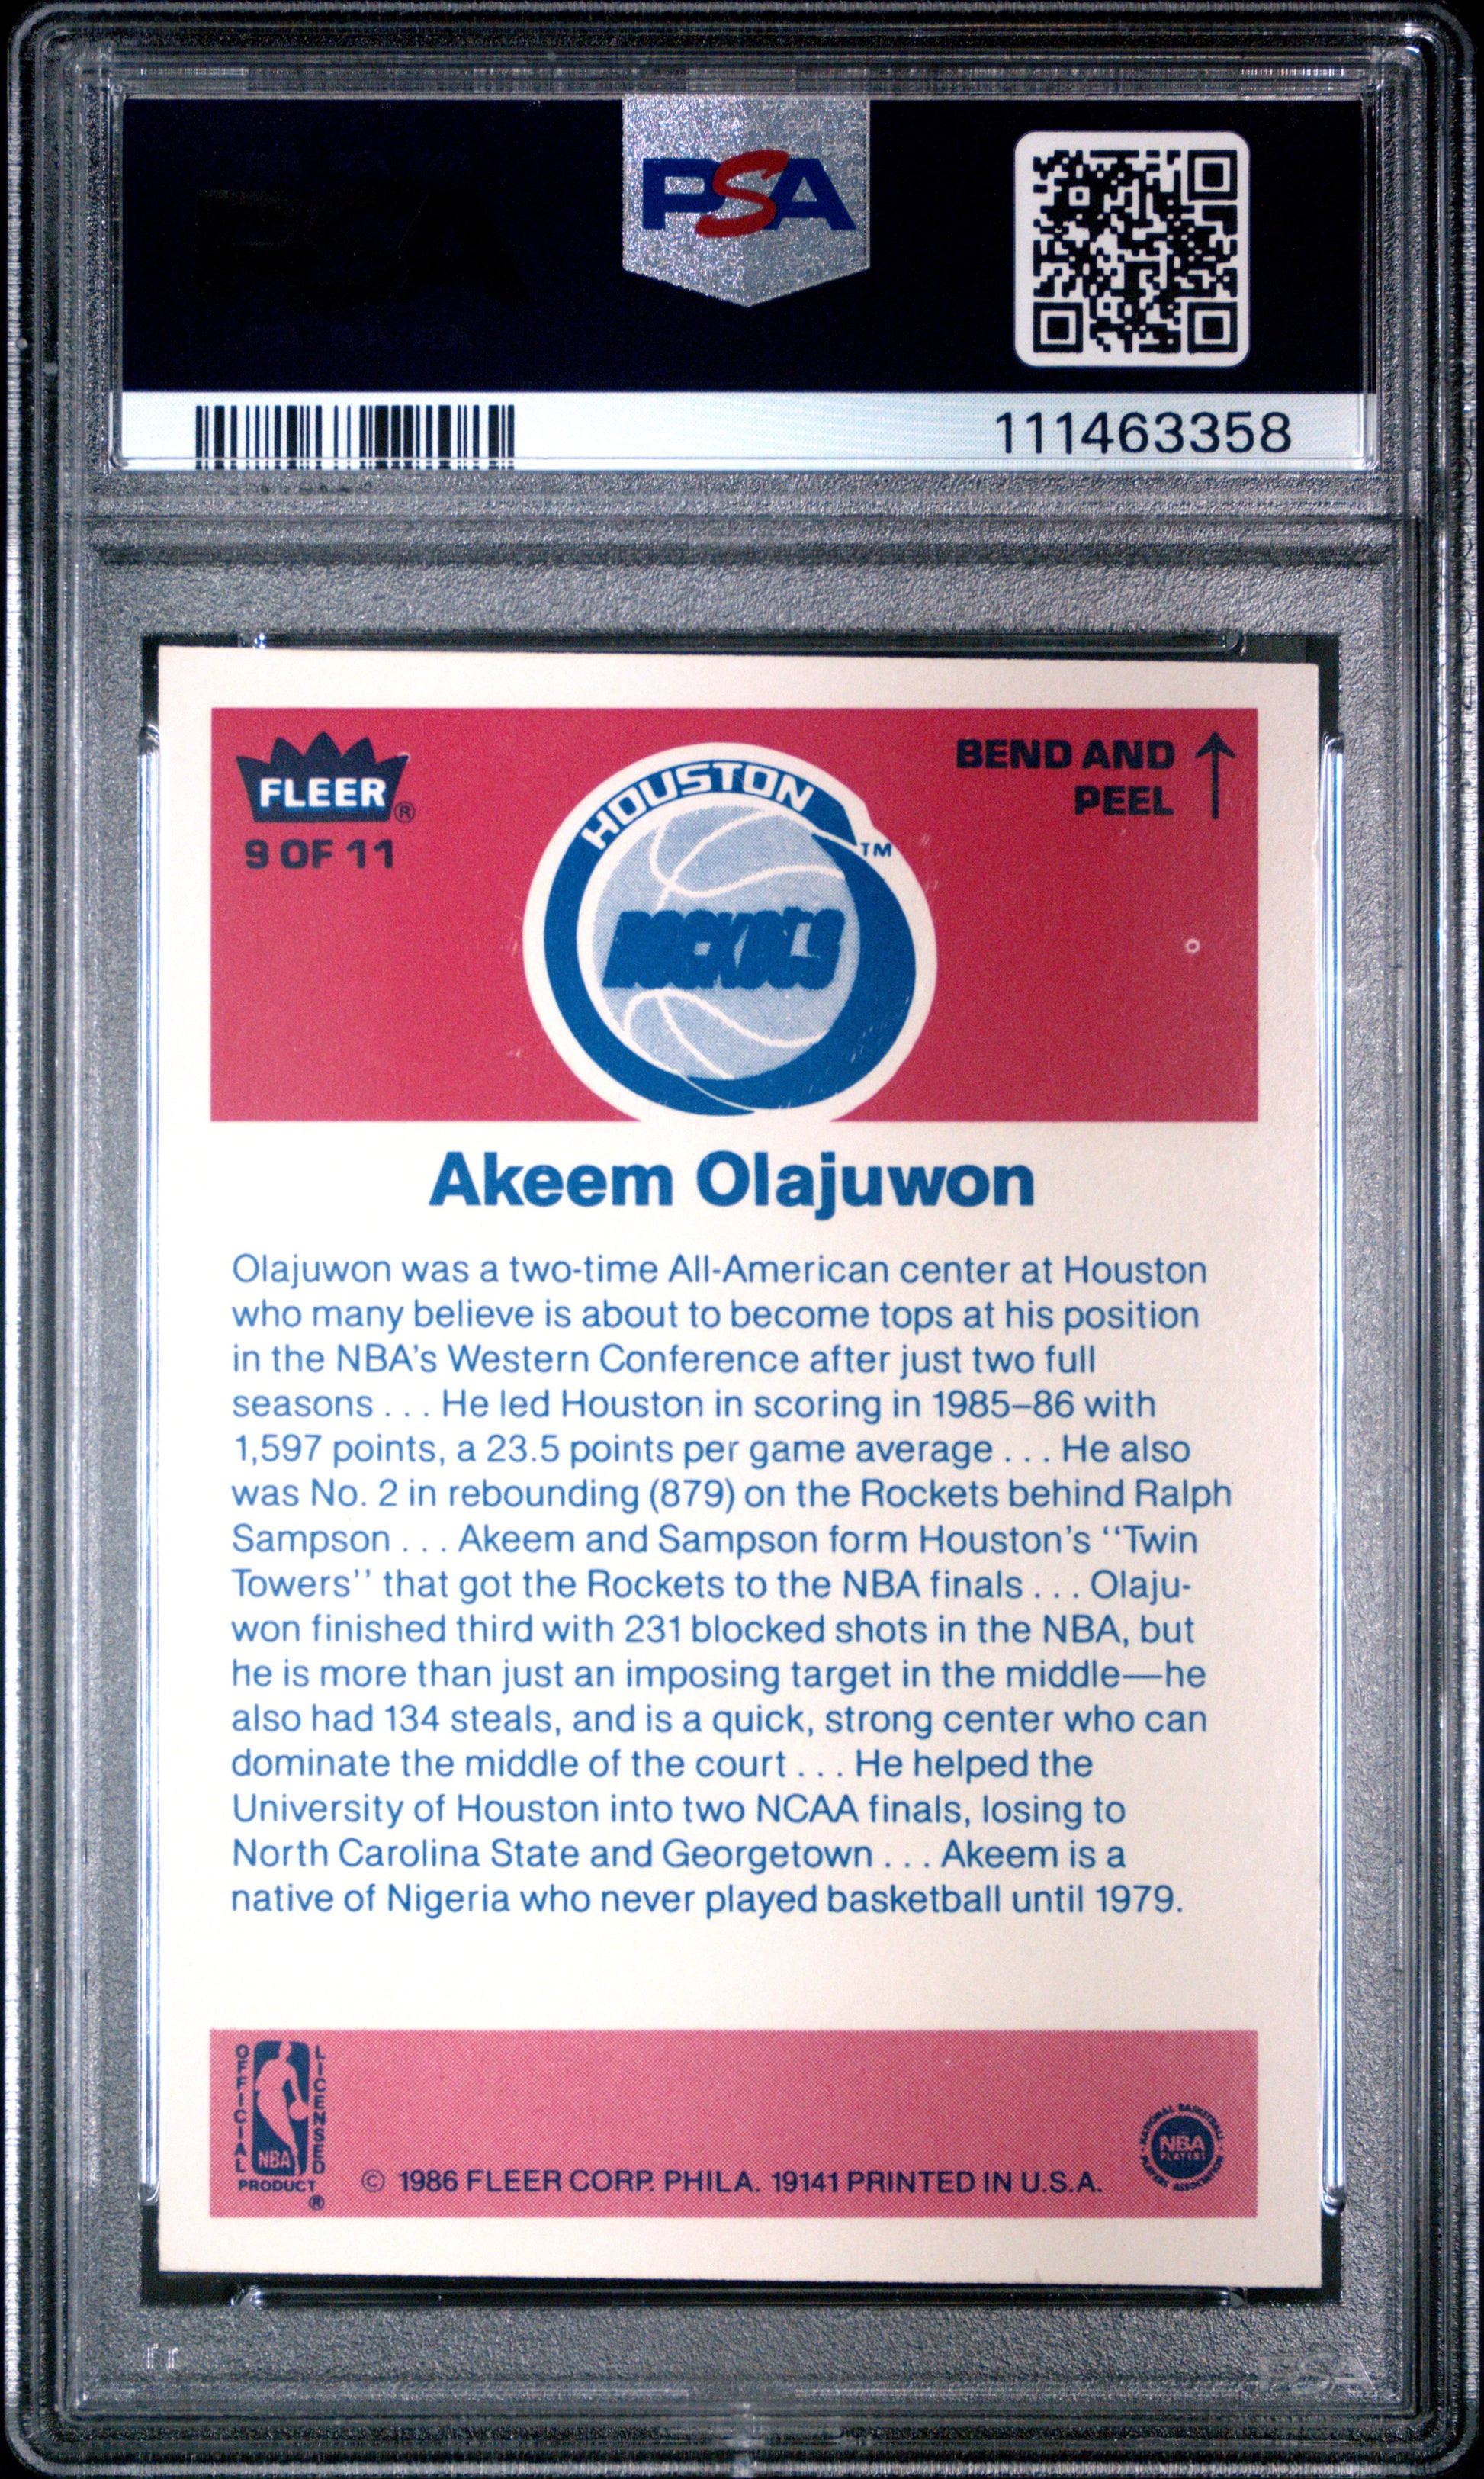 PSA
111463358
FLEER®
9 OF 11
HOUSTON
ROCKETS
TM
BEND AND
PEEL
Akeem Olajuwon
Olajuwon was a two-time All-American center at Houston
who many believe is about to become tops at his position
in the NBA's Western Conference after just two full
seasons . . . He led Houston in scoring in 1985–86 with
1,597 points, a 23.5 points per game average . . . He also
was No. 2 in rebounding (879) on the Rockets behind Ralph
Sampson . . . Akeem and Sampson form Houston's ‘‘Twin
Towers’’ that got the Rockets to the NBA finals . . . Olaju-
won finished third with 231 blocked shots in the NBA, but
he is more than just an imposing target in the middle—he
also had 134 steals, and is a quick, strong center who can
dominate the middle of the court . . . He helped the
University of Houston into two NCAA finals, losing to
North Carolina State and Georgetown . . . Akeem is a
native of Nigeria who never played basketball until 1979.
OFFICIAL LICENSED
NBA
PRODUCT
®
© 1986 FLEER CORP. PHILA. 19141 PRINTED IN U.S.A.
NATIONAL BASKETBALL
NBA
PLAYERS
PLAYERS ASSOCIATION
PSA